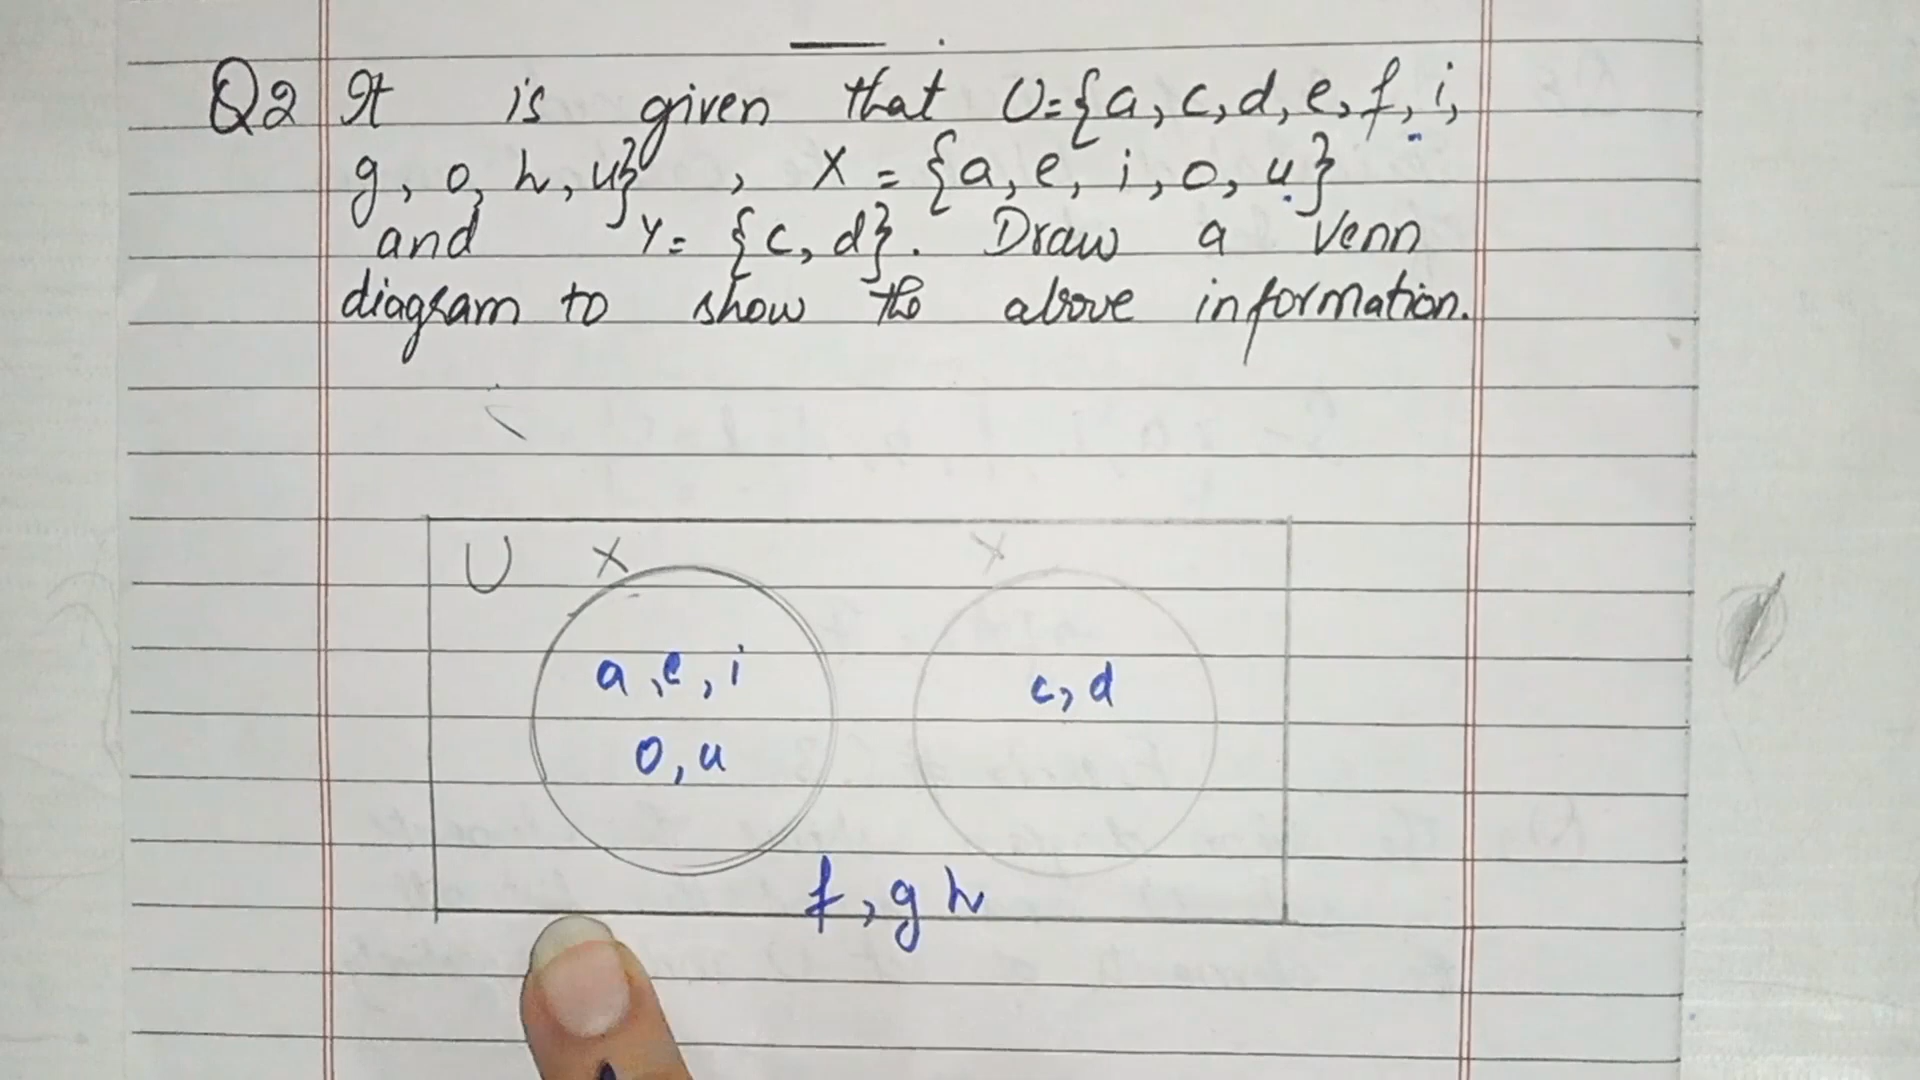 Q2 It is given that U={a, c, d, e, f, i,
g, o, h, u} , X = {a, e, i, o, u}
and Y= {c, d}. Draw a Venn
diagram to show the above information.
U X X
a, e, i
c, d
o, u
f, g h